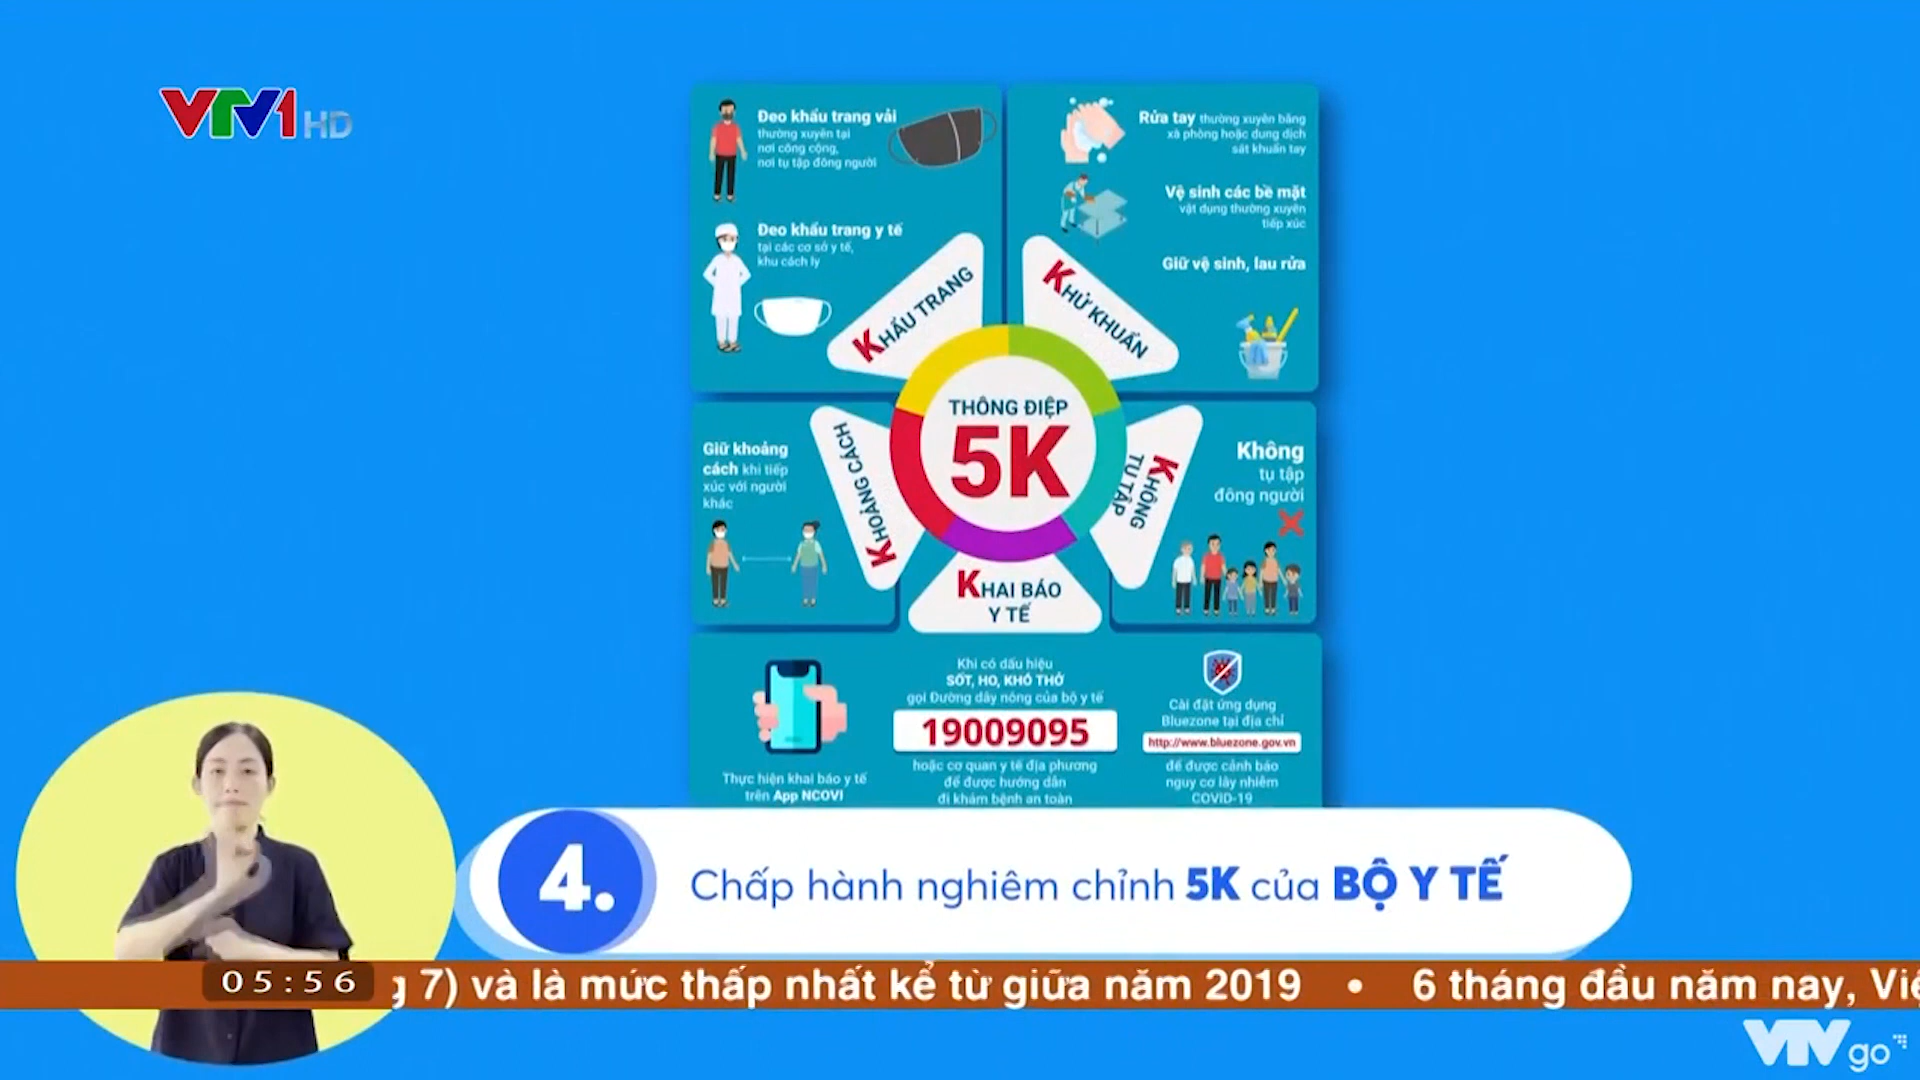 VTV1 HD
Đeo khẩu trang vải
thường xuyên tại
nơi công cộng,
nơi tụ tập đông người
Đeo khẩu trang y tế
tại các cơ sở y tế,
khu cách ly
KHẨU TRANG
Rửa tay thường xuyên bằng
xà phòng hoặc dung dịch
sát khuẩn tay
Vệ sinh các bề mặt
vật dụng thường xuyên
tiếp xúc
Giữ vệ sinh, lau rửa
KHỬ KHUẨN
THÔNG ĐIỆP
5K
Giữ khoảng
cách khi tiếp
xúc với người
khác
KHOẢNG CÁCH
KHÔNG
TỤ TẬP
Không
tụ tập
đông người
KHAI BÁO
Y TẾ
Thực hiện khai báo y tế
trên App NCOVI
Khi có dấu hiệu
SỐT, HO, KHÓ THỞ
gọi Đường dây nóng của bộ y tế
19009095
hoặc cơ quan y tế địa phương
để được hướng dẫn
đi khám bệnh an toàn
Cài đặt ứng dụng
Bluezone tại địa chỉ
http://www.bluezone.gov.vn
để được cảnh báo
nguy cơ lây nhiễm
COVID-19
4. Chấp hành nghiêm chỉnh 5K của BỘ Y TẾ
05:56 g 7) và là mức thấp nhất kể từ giữa năm 2019 • 6 tháng đầu năm nay, Việ
VTV go